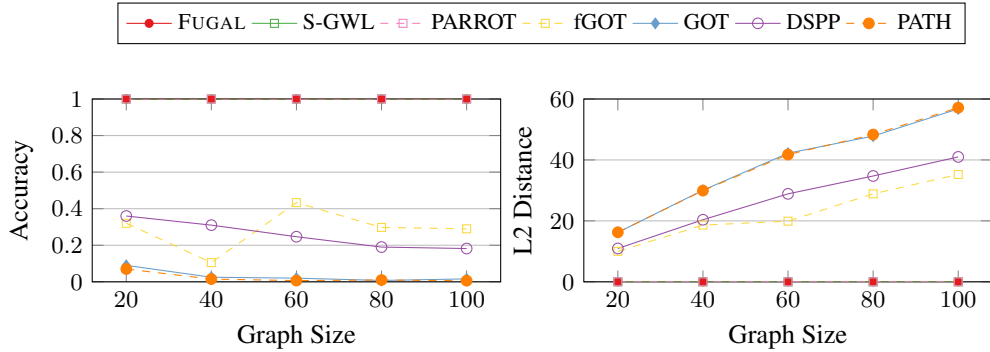 FUGAL S-GWL PARROT fGOT GOT DSPP PATH
1
0.8
0.6
0.4
0.2
0
Accuracy
20 40 60 80 100
Graph Size
60
40
20
0
L2 Distance
20 40 60 80 100
Graph Size